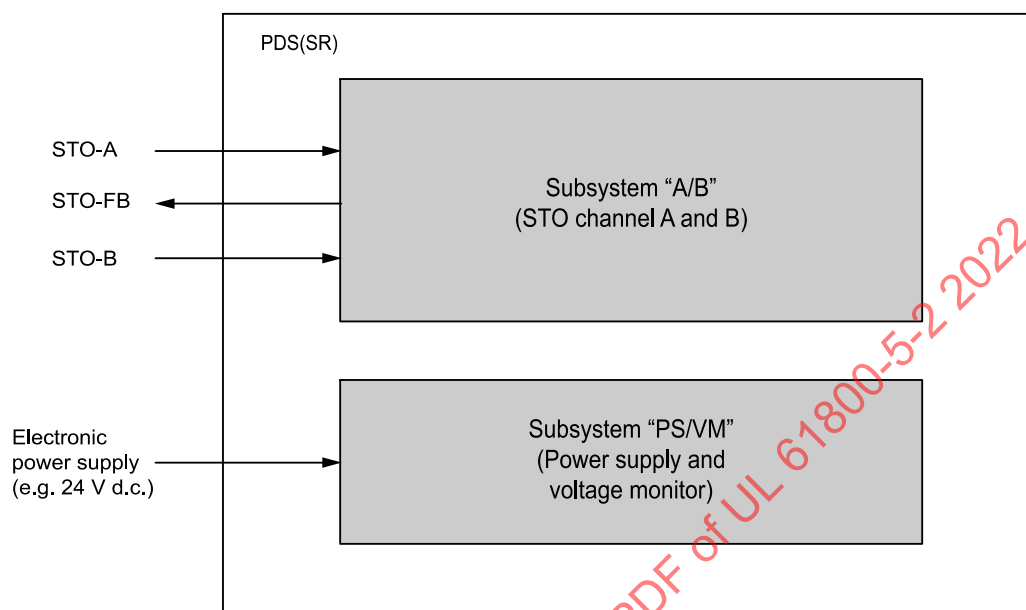 PDS(SR)
STO-A
STO-FB
STO-B
Subsystem “A/B”
(STO channel A and B)
Electronic
power supply
(e.g. 24 V d.c.)
Subsystem “PS/VM”
(Power supply and
voltage monitor)
PDF of UL 61800-5-2 2022